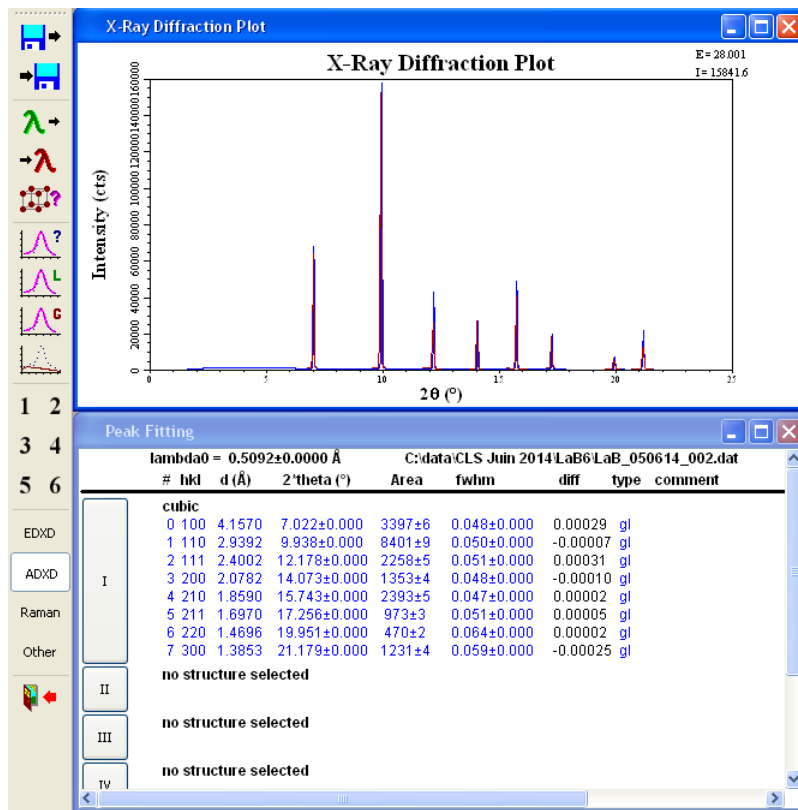 X-Ray Diffraction Plot
X-Ray Diffraction Plot
E = 28.001
I = 15841.6
Intensity (cts)
160000
140000
120000
100000
80000
60000
40000
20000
0
0 5 10 15 20 25
2θ (°)
λ
λ
?
?
L
G
1 2
3 4
5 6
EDXD
ADXD
Raman
Other
Peak Fitting
lambda0 = 0.5092±0.0000 Å C:\data\CLS Juin 2014\LaB6\LaB_050614_002.dat
# hkl d (Å) 2*theta (°) Area fwhm diff type comment
I
cubic
0 100 4.1570 7.022±0.000 3397±6 0.048±0.000 0.00029 gl
1 110 2.9392 9.938±0.000 8401±9 0.050±0.000 -0.00007 gl
2 111 2.4002 12.178±0.000 2258±5 0.051±0.000 0.00031 gl
3 200 2.0782 14.073±0.000 1353±4 0.048±0.000 -0.00010 gl
4 210 1.8590 15.743±0.000 2393±5 0.047±0.000 0.00002 gl
5 211 1.6970 17.256±0.000 973±3 0.051±0.000 0.00005 gl
6 220 1.4696 19.951±0.000 470±2 0.064±0.000 0.00002 gl
7 300 1.3853 21.179±0.000 1231±4 0.059±0.000 -0.00025 gl
II
no structure selected
III
no structure selected
IV
no structure selected